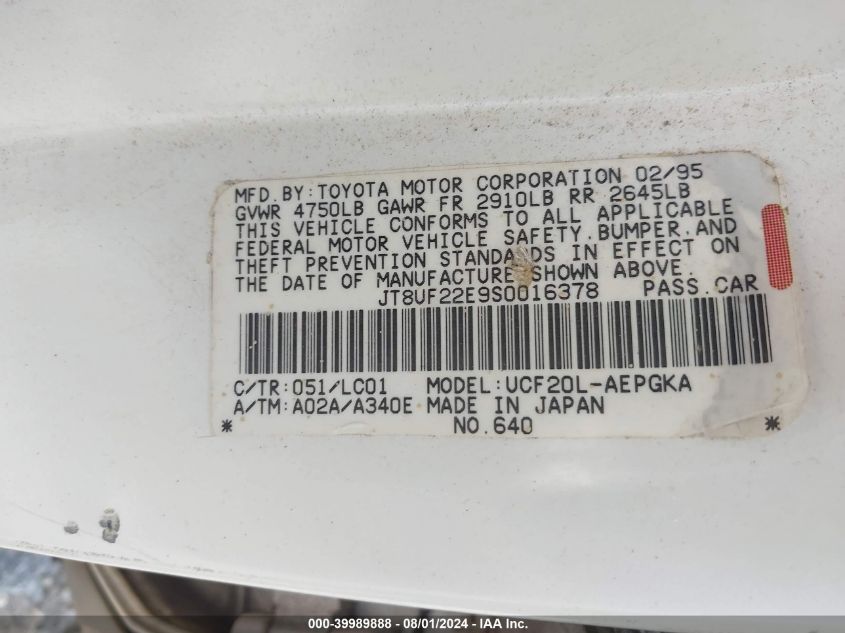 MFD.BY:TOYOTA MOTOR CORPORATION 02/95
GVWR 4750LB GAWR FR 2910LB RR 2645LB
THIS VEHICLE CONFORMS TO ALL APPLICABLE
FEDERAL MOTOR VEHICLE SAFETY,BUMPER,AND
THEFT PREVENTION STANDARDS IN EFFECT ON
THE DATE OF MANUFACTURE SHOWN ABOVE.
JT8UF22E9S0016378 PASS.CAR
C/TR:051/LC01 MODEL:UCF20L-AEPGKA
A/TM:A02A/A340E MADE IN JAPAN
* NO.640 *
000-39989888 - 08/01/2024 - IAA Inc.